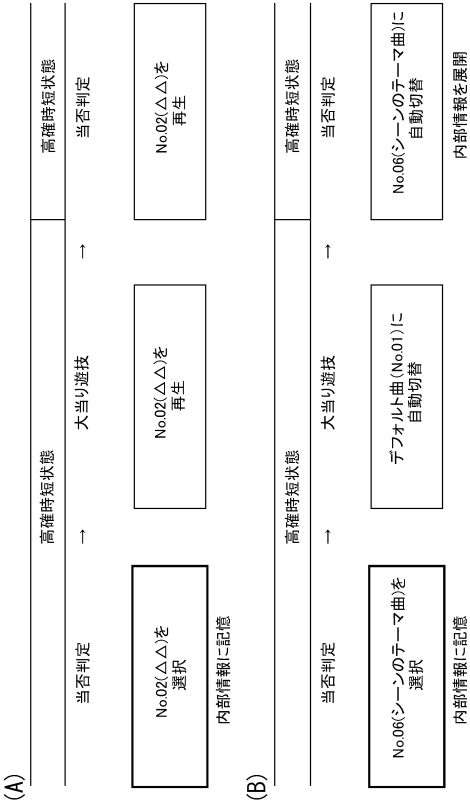 (A)
高確時短状態
高確時短状態
当否判定
→
大当り遊技
→
当否判定
No.02(△△)を
選択
No.02(△△)を
再生
No.02(△△)を
再生
内部情報に記憶
(B)
高確時短状態
高確時短状態
当否判定
→
大当り遊技
→
当否判定
No.06(シーンのテーマ曲)を
選択
デフォルト曲(No.01)に
自動切替
No.06(シーンのテーマ曲)に
自動切替
内部情報に記憶
内部情報を展開